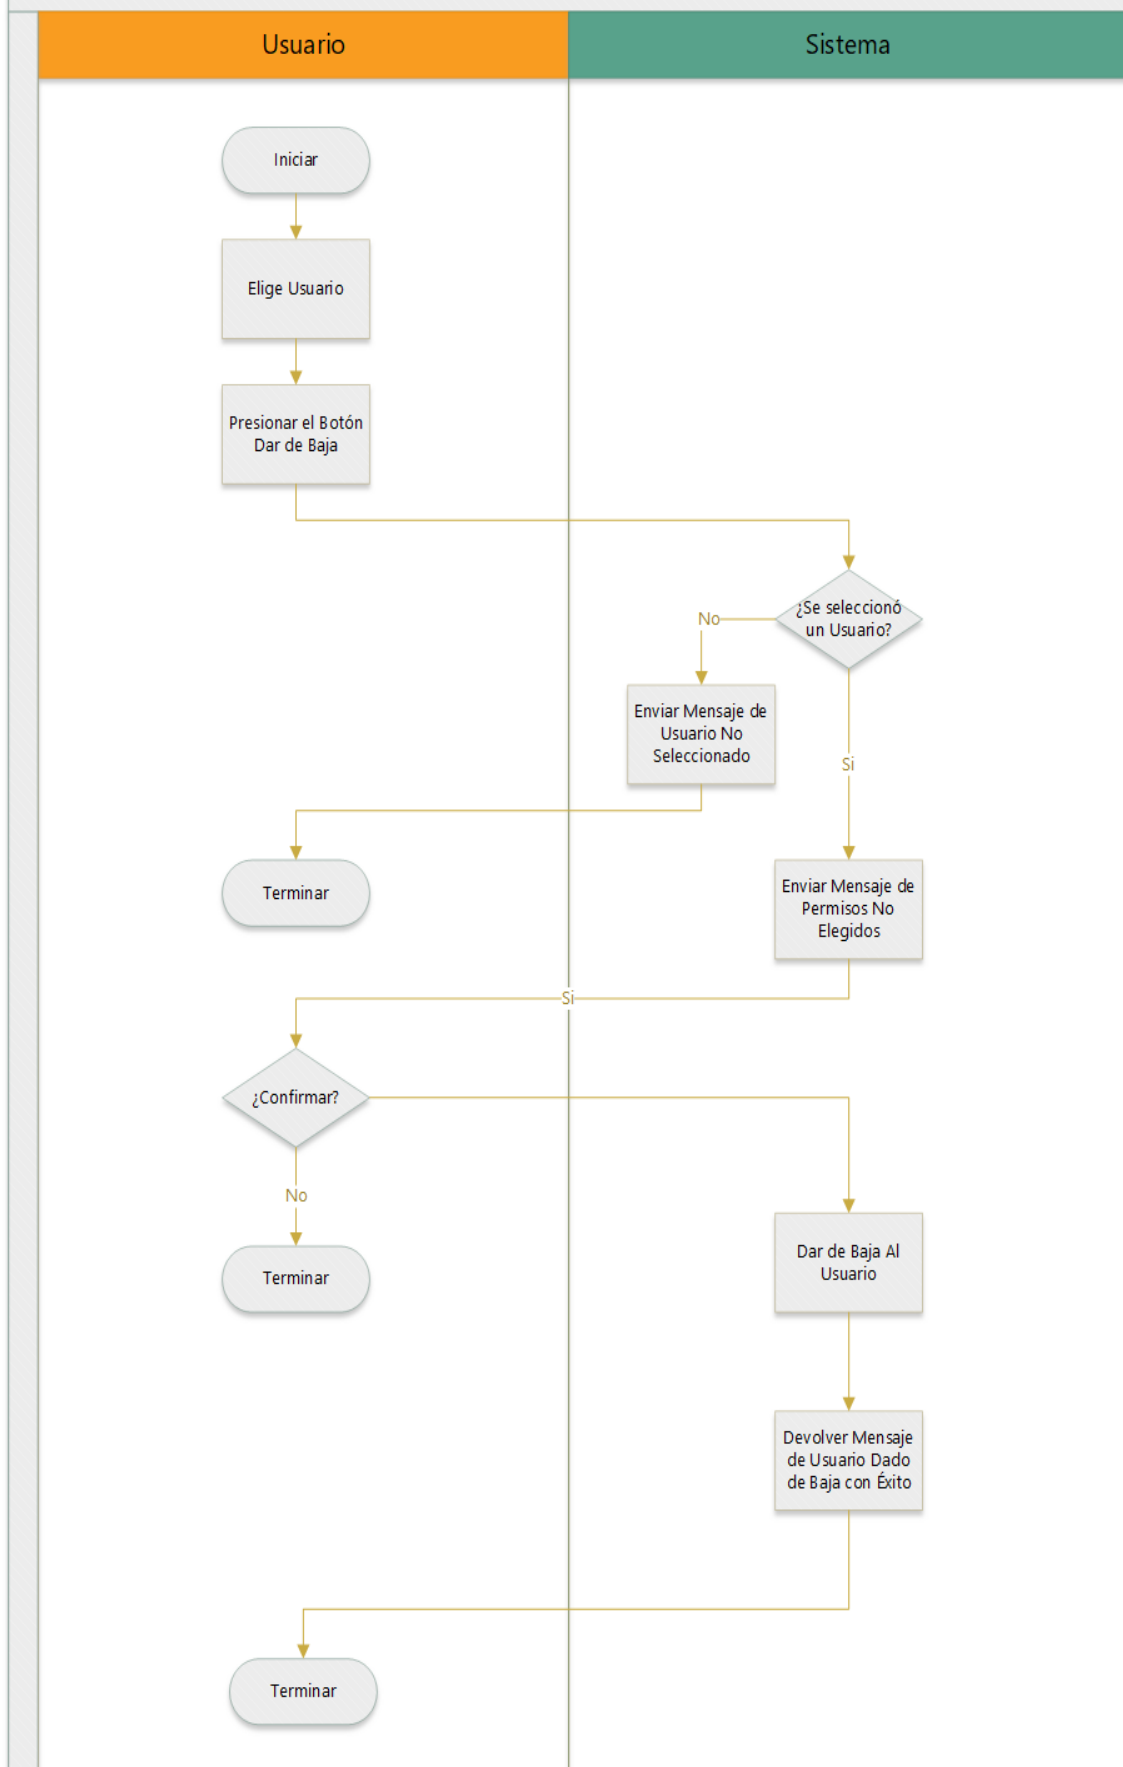 Usuario
Sistema
Iniciar
Elige Usuario
Presionar el Botón
Dar de Baja
¿Se seleccionó
un Usuario?
No
Enviar Mensaje de
Usuario No
Seleccionado
Si
Terminar
Enviar Mensaje de
Permisos No
Elegidos
Si
¿Confirmar?
No
Terminar
Dar de Baja Al
Usuario
Devolver Mensaje
de Usuario Dado
de Baja con Éxito
Terminar